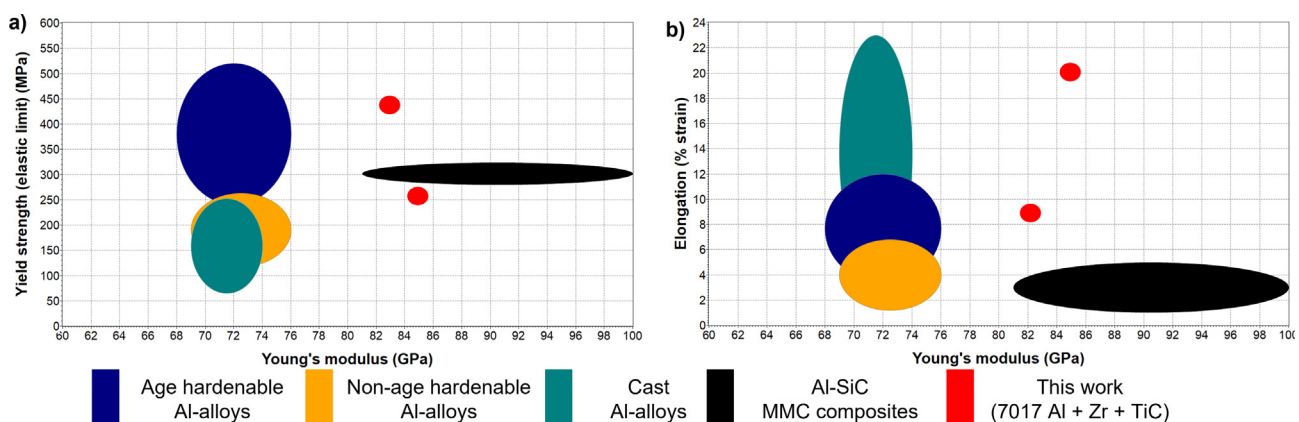 a)
600
550
500
450
400
350
300
250
200
150
100
50
0
Yield strength (elastic limit) (MPa)
60 62 64 66 68 70 72 74 76 78 80 82 84 86 88 90 92 94 96 98 100
Young's modulus (GPa)
b)
24
22
20
18
16
14
12
10
8
6
4
2
0
Elongation (% strain)
60 62 64 66 68 70 72 74 76 78 80 82 84 86 88 90 92 94 96 98 100
Young's modulus (GPa)
Age hardenable
Al-alloys
Non-age hardenable
Al-alloys
Cast
Al-alloys
Al-SiC
MMC composites
This work
(7017 Al + Zr + TiC)